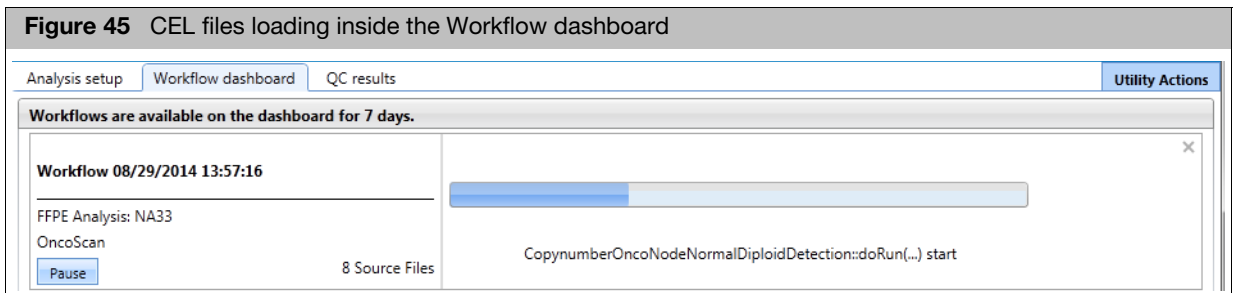 Figure 45 CEL files loading inside the Workflow dashboard
Analysis setup Workflow dashboard QC results Utility Actions
Workflows are available on the dashboard for 7 days.
Workflow 08/29/2014 13:57:16
FFPE Analysis: NA33
OncoScan
Pause 8 Source Files
CopynumberOncoNodeNormalDiploidDetection::doRun(...) start